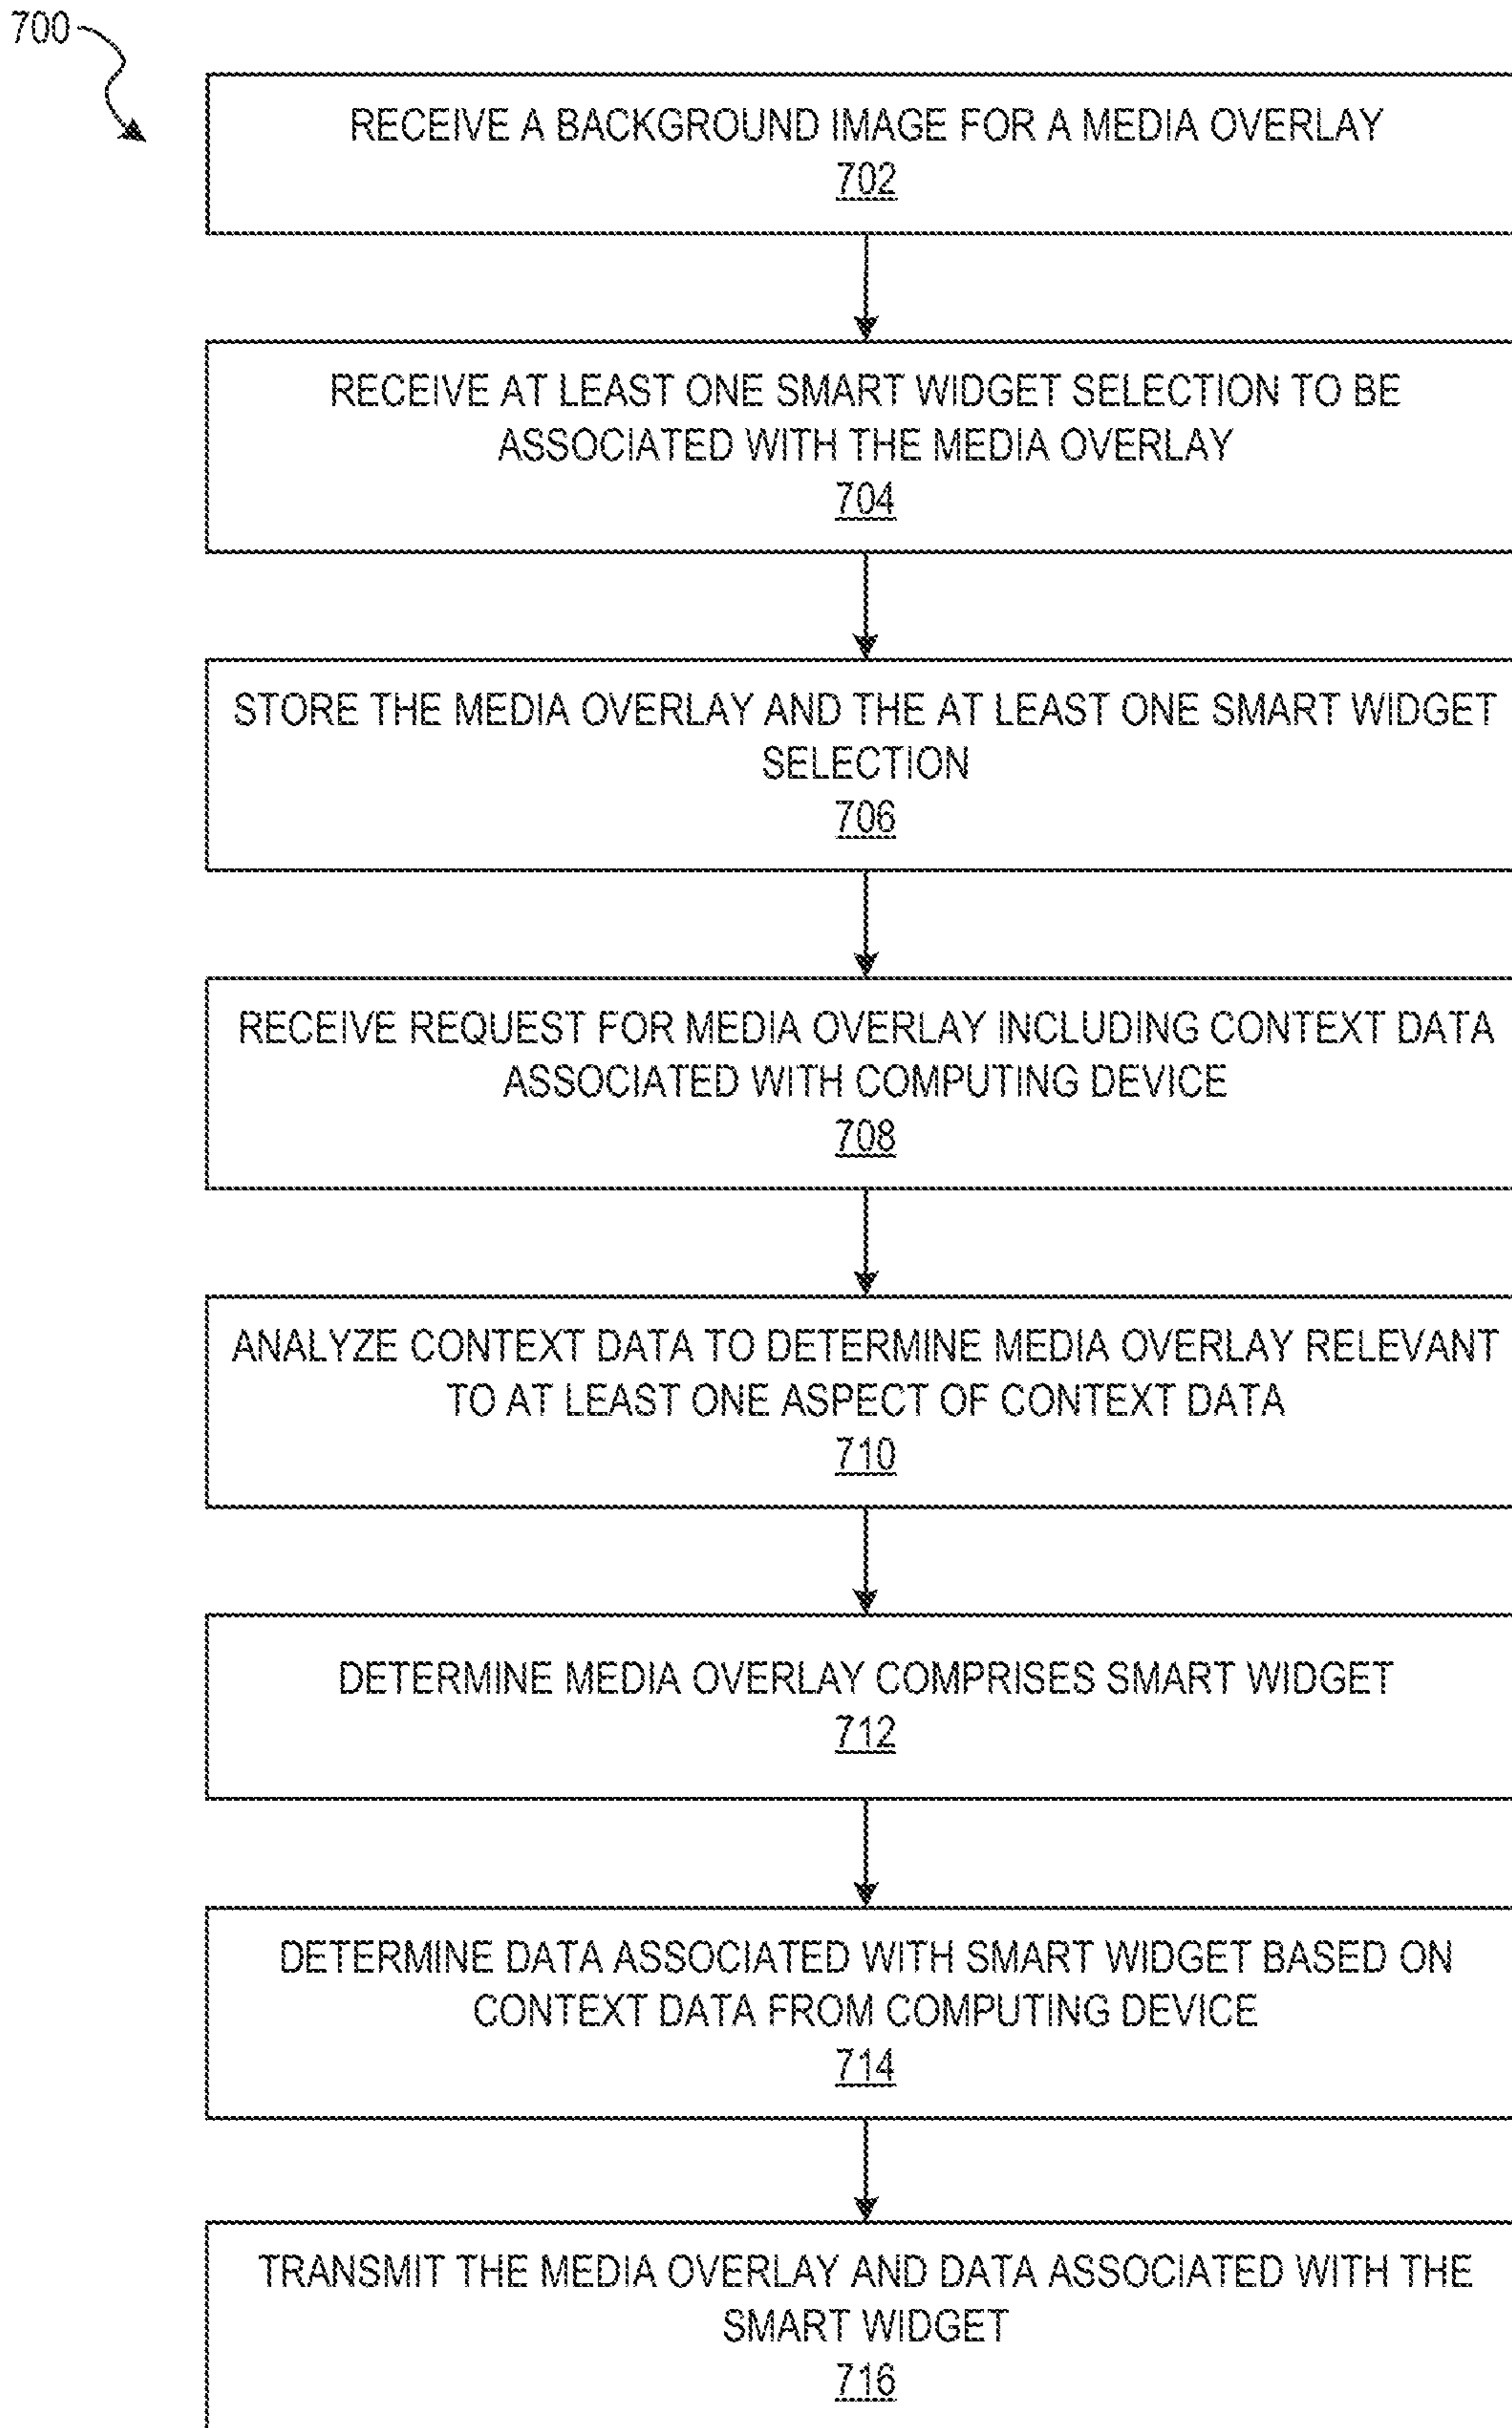 700
RECEIVE A BACKGROUND IMAGE FOR A MEDIA OVERLAY
702
RECEIVE AT LEAST ONE SMART WIDGET SELECTION TO BE
ASSOCIATED WITH THE MEDIA OVERLAY
704
STORE THE MEDIA OVERLAY AND THE AT LEAST ONE SMART WIDGET
SELECTION
706
RECEIVE REQUEST FOR MEDIA OVERLAY INCLUDING CONTEXT DATA
ASSOCIATED WITH COMPUTING DEVICE
708
ANALYZE CONTEXT DATA TO DETERMINE MEDIA OVERLAY RELEVANT
TO AT LEAST ONE ASPECT OF CONTEXT DATA
710
DETERMINE MEDIA OVERLAY COMPRISES SMART WIDGET
712
DETERMINE DATA ASSOCIATED WITH SMART WIDGET BASED ON
CONTEXT DATA FROM COMPUTING DEVICE
714
TRANSMIT THE MEDIA OVERLAY AND DATA ASSOCIATED WITH THE
SMART WIDGET
716